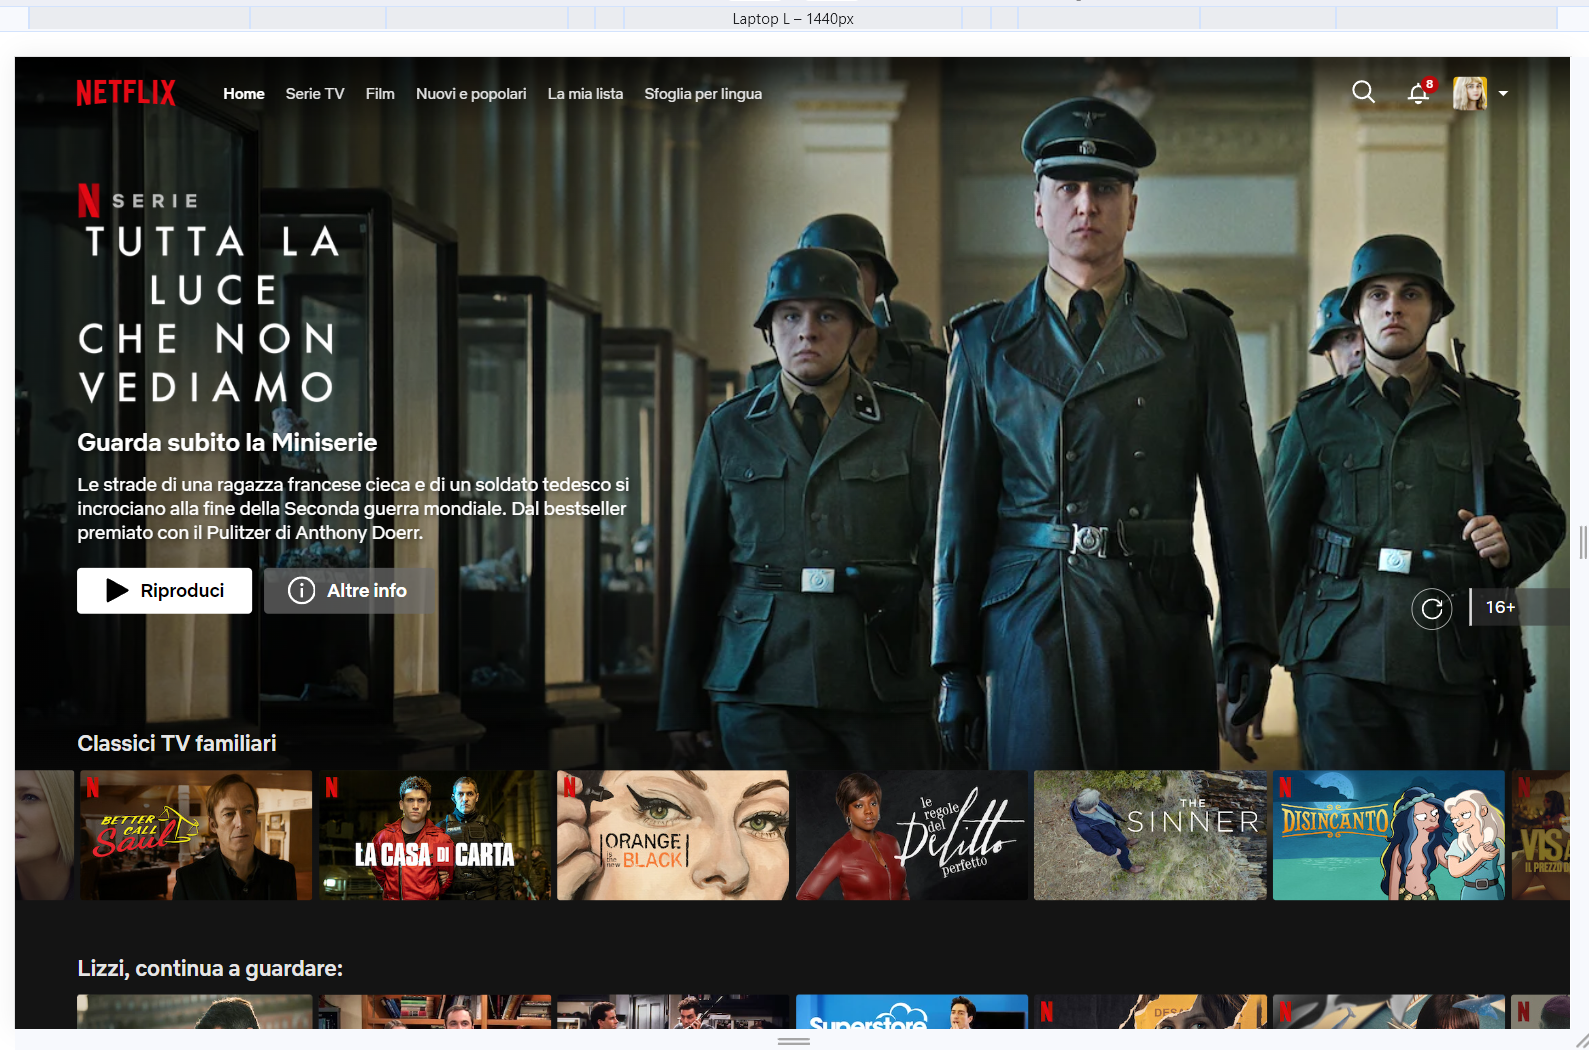 Laptop L – 1440px
NETFLIX
Home
Serie TV
Film
Nuovi e popolari
La mia lista
Sfoglia per lingua
8
N SERIE
TUTTA LA
LUCE
CHE NON
VEDIAMO
Guarda subito la Miniserie
Le strade di una ragazza francese cieca e di un soldato tedesco si
incrociano alla fine della Seconda guerra mondiale. Dal bestseller
premiato con il Pulitzer di Anthony Doerr.
Riproduci
Altre info
16+
Classici TV familiari
N
BETTER
CALL
Saul
N
LA CASA DI CARTA
N
ORANGE
is the new
BLACK
le
regole
del
Delitto
perfetto
THE
SINNER
N
DISINCANTO
N
VIS
IL PREZZO D
Lizzi, continua a guardare:
Superstore
N
DESA
N
N